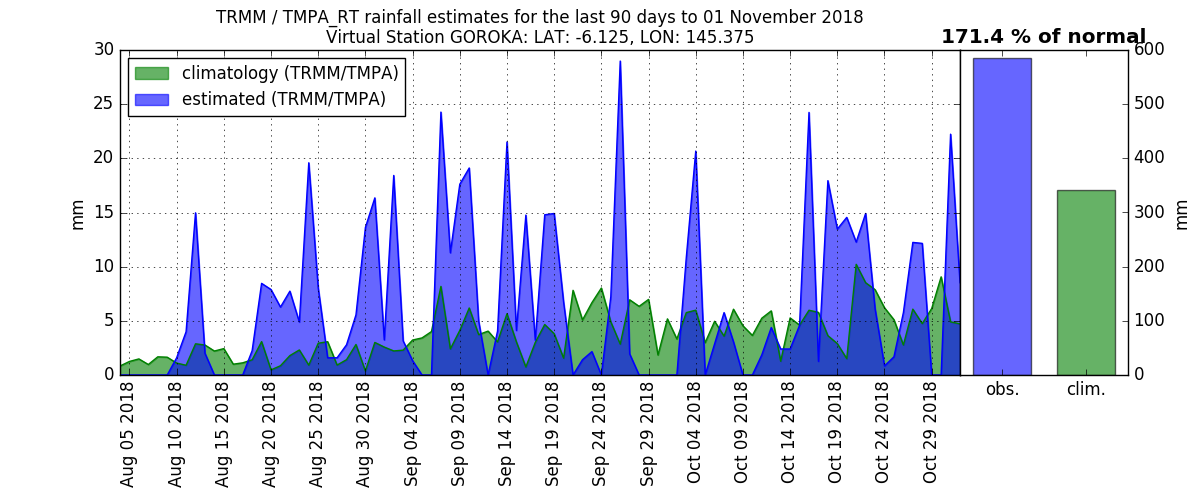 TRMM / TMPA_RT rainfall estimates for the last 90 days to 01 November 2018
Virtual Station GOROKA: LAT: -6.125, LON: 145.375
171.4 % of normal
climatology (TRMM/TMPA)
estimated (TRMM/TMPA)
mm
30
25
20
15
10
5
0
Aug 05 2018
Aug 10 2018
Aug 15 2018
Aug 20 2018
Aug 25 2018
Aug 30 2018
Sep 04 2018
Sep 09 2018
Sep 14 2018
Sep 19 2018
Sep 24 2018
Sep 29 2018
Oct 04 2018
Oct 09 2018
Oct 14 2018
Oct 19 2018
Oct 24 2018
Oct 29 2018
obs.
clim.
600
500
400
300
200
100
0
mm